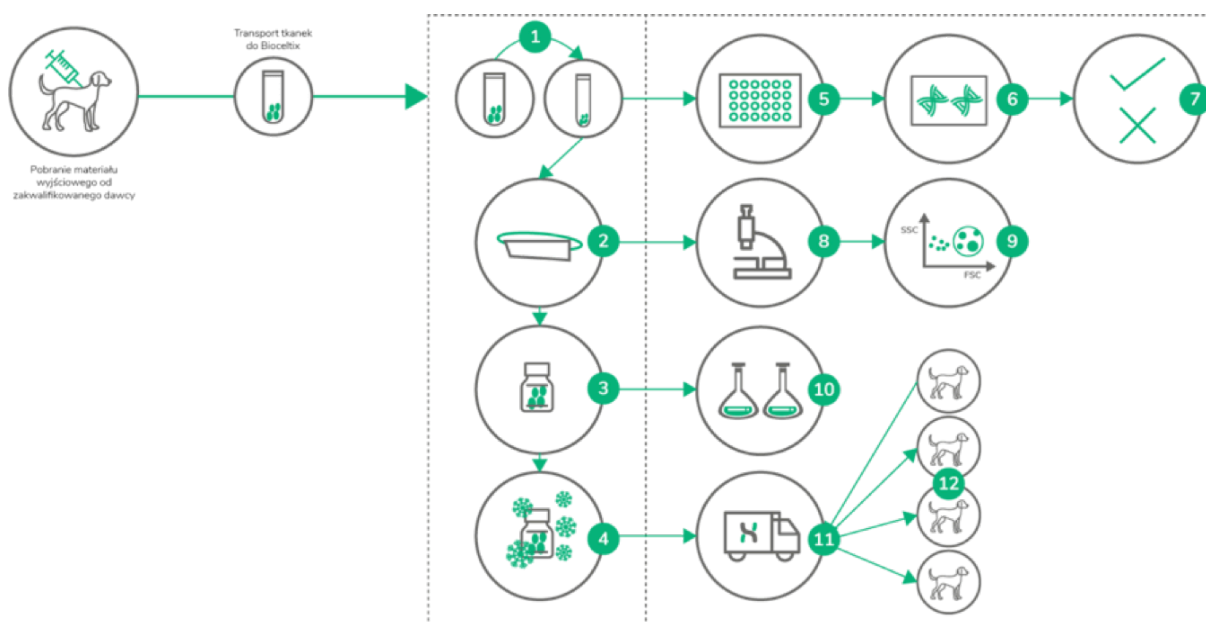 Transport tkanek
do Bioceltix
Pobranie materiału
wyjściowego od
zakwalifikowanego dawcy
1
5
6
7
2
8
SSC
FSC
9
3
10
4
11
12